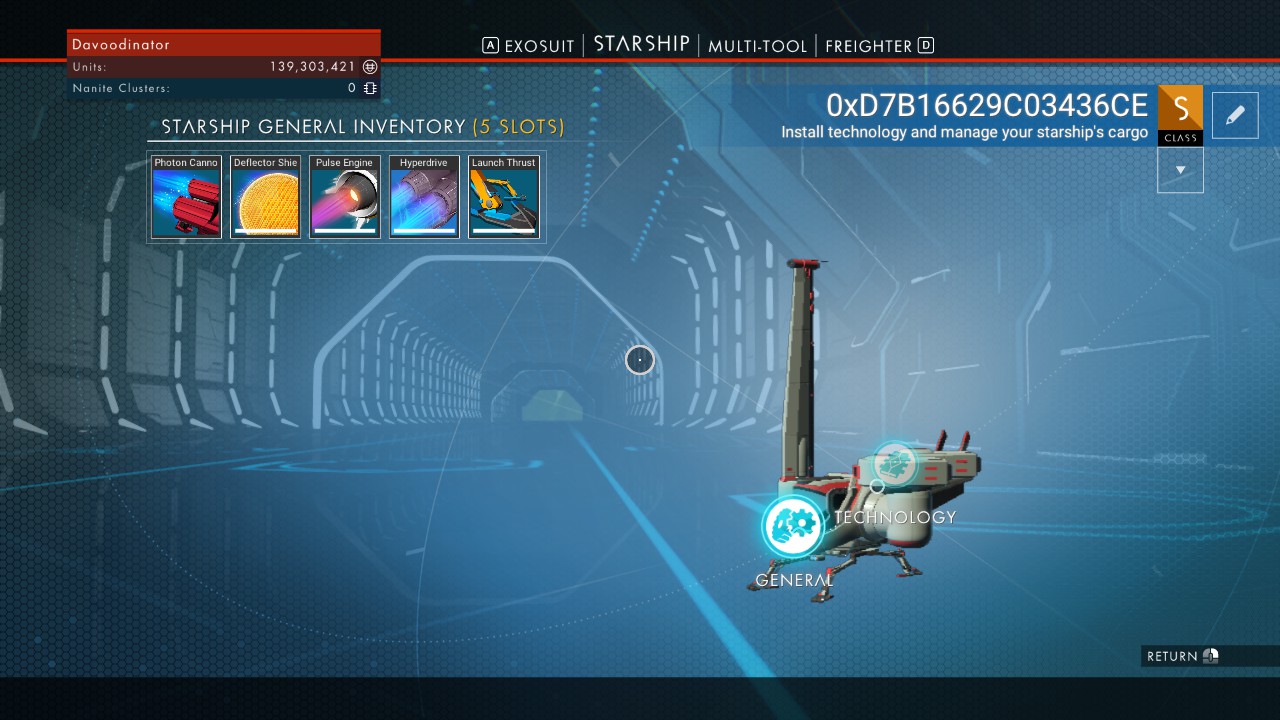 Davoodinator
Units: 139,303,421
Nanite Clusters: 0
A EXOSUIT STARSHIP MULTI-TOOL FREIGHTER D
0xD7B16629C03436CE
Install technology and manage your starship's cargo
S
CLASS
STARSHIP GENERAL INVENTORY (5 SLOTS)
Photon Canno Deflector Shie Pulse Engine Hyperdrive Launch Thrust
TECHNOLOGY
GENERAL
RETURN